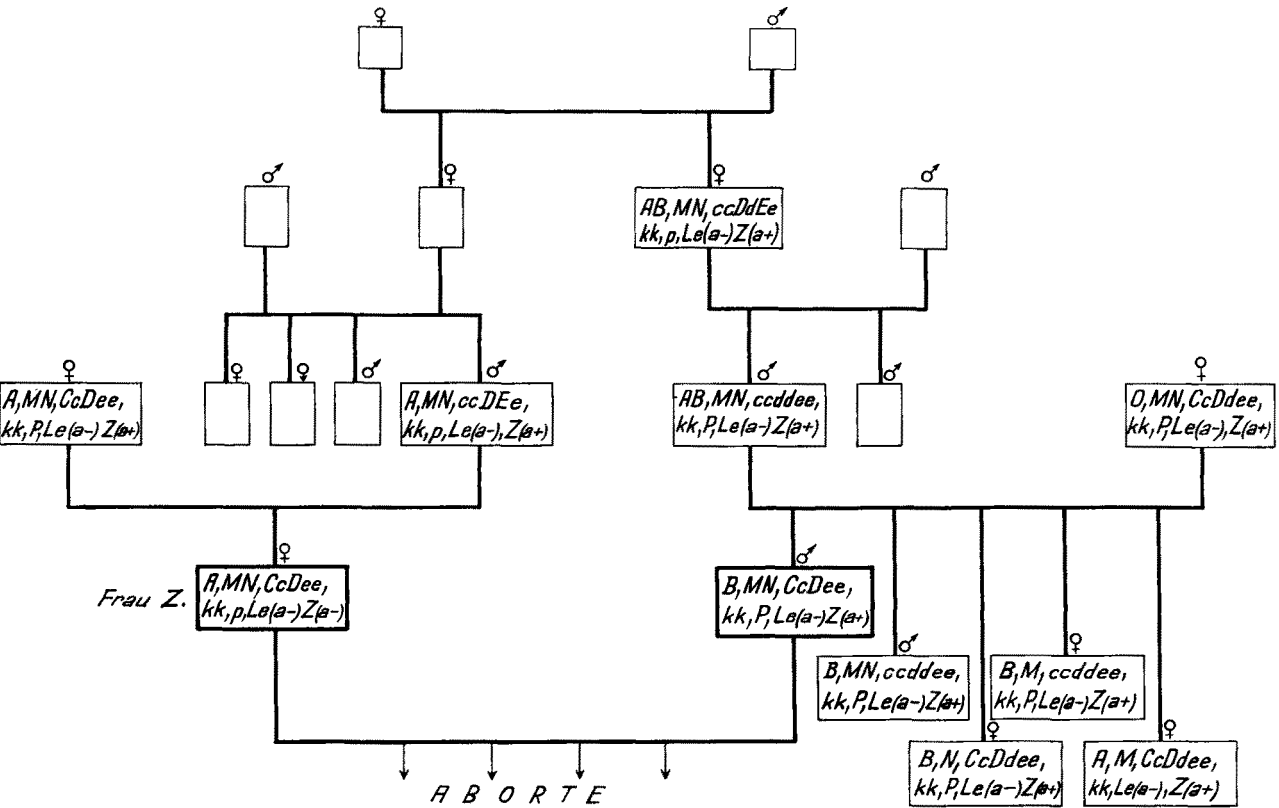 ♀
♂
♂
♀
♀
♂
AB, MN, ccDdEe
kk, p, Le(a-) Z(a+)
♀
♀
♀
♂
♂
♂
♂
♀
A, MN, CcDee,
kk, P, Le(a-) Z(a+)
A, MN, ccDEe,
kk, p, Le(a-), Z(a+)
AB, MN, ccddee,
kk, P, Le(a-) Z(a+)
O, MN, CcDdee,
kk, P, Le(a-), Z(a+)
♀
♂
Frau Z.
A, MN, CcDee,
kk, p, Le(a-) Z(a-)
B, MN, CcDee,
kk, P, Le(a-) Z(a+)
♂
♀
B, MN, ccddee,
kk, P, Le(a-) Z(a+)
B, M, ccddee,
kk, P, Le(a-) Z(a+)
♀
♀
B, N, CcDdee,
kk, P, Le(a-) Z(a+)
A, M, CcDdee,
kk, Le(a-), Z(a+)
ABORTE